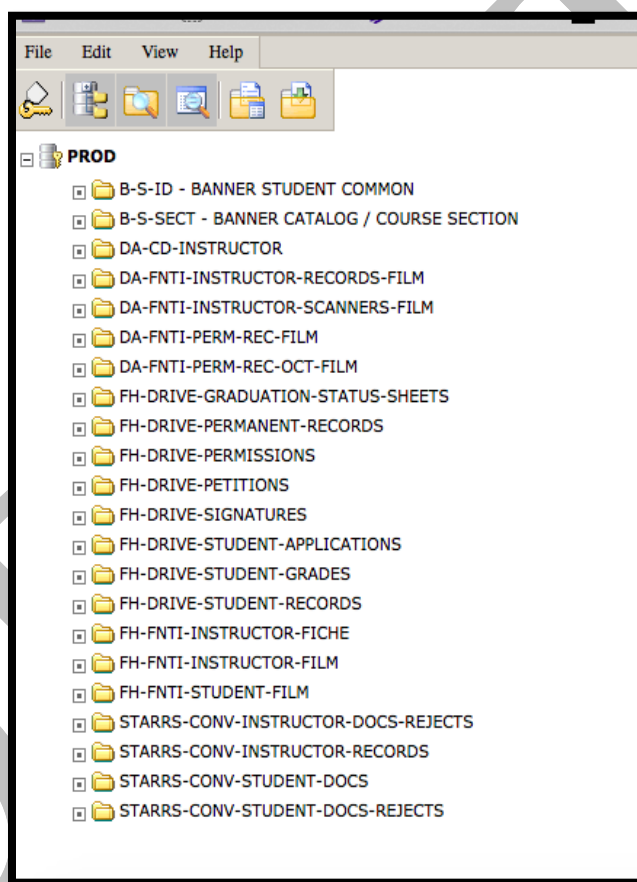 File Edit View Help
PROD
B-S-ID - BANNER STUDENT COMMON
B-S-SECT - BANNER CATALOG / COURSE SECTION
DA-CD-INSTRUCTOR
DA-FNTI-INSTRUCTOR-RECORDS-FILM
DA-FNTI-INSTRUCTOR-SCANNERS-FILM
DA-FNTI-PERM-REC-FILM
DA-FNTI-PERM-REC-OCT-FILM
FH-DRIVE-GRADUATION-STATUS-SHEETS
FH-DRIVE-PERMANENT-RECORDS
FH-DRIVE-PERMISSIONS
FH-DRIVE-PETITIONS
FH-DRIVE-SIGNATURES
FH-DRIVE-STUDENT-APPLICATIONS
FH-DRIVE-STUDENT-GRADES
FH-DRIVE-STUDENT-RECORDS
FH-FNTI-INSTRUCTOR-FICHE
FH-FNTI-INSTRUCTOR-FILM
FH-FNTI-STUDENT-FILM
STARRS-CONV-INSTRUCTOR-DOCS-REJECTS
STARRS-CONV-INSTRUCTOR-RECORDS
STARRS-CONV-STUDENT-DOCS
STARRS-CONV-STUDENT-DOCS-REJECTS